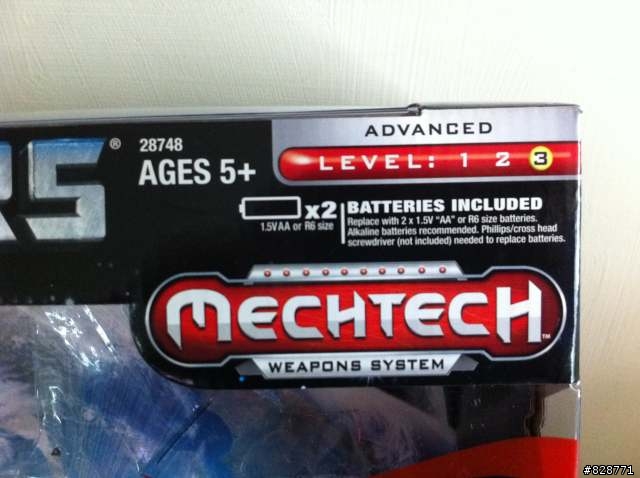 RS®
28748
AGES 5+
ADVANCED
LEVEL: 1 2 3
x2
1.5V AA or R6 size
BATTERIES INCLUDED
Replace with 2 x 1.5V "AA" or R6 size batteries.
Alkaline batteries recommended. Phillips/cross head
screwdriver (not included) needed to replace batteries.
MECHTECH™
WEAPONS SYSTEM
#828771